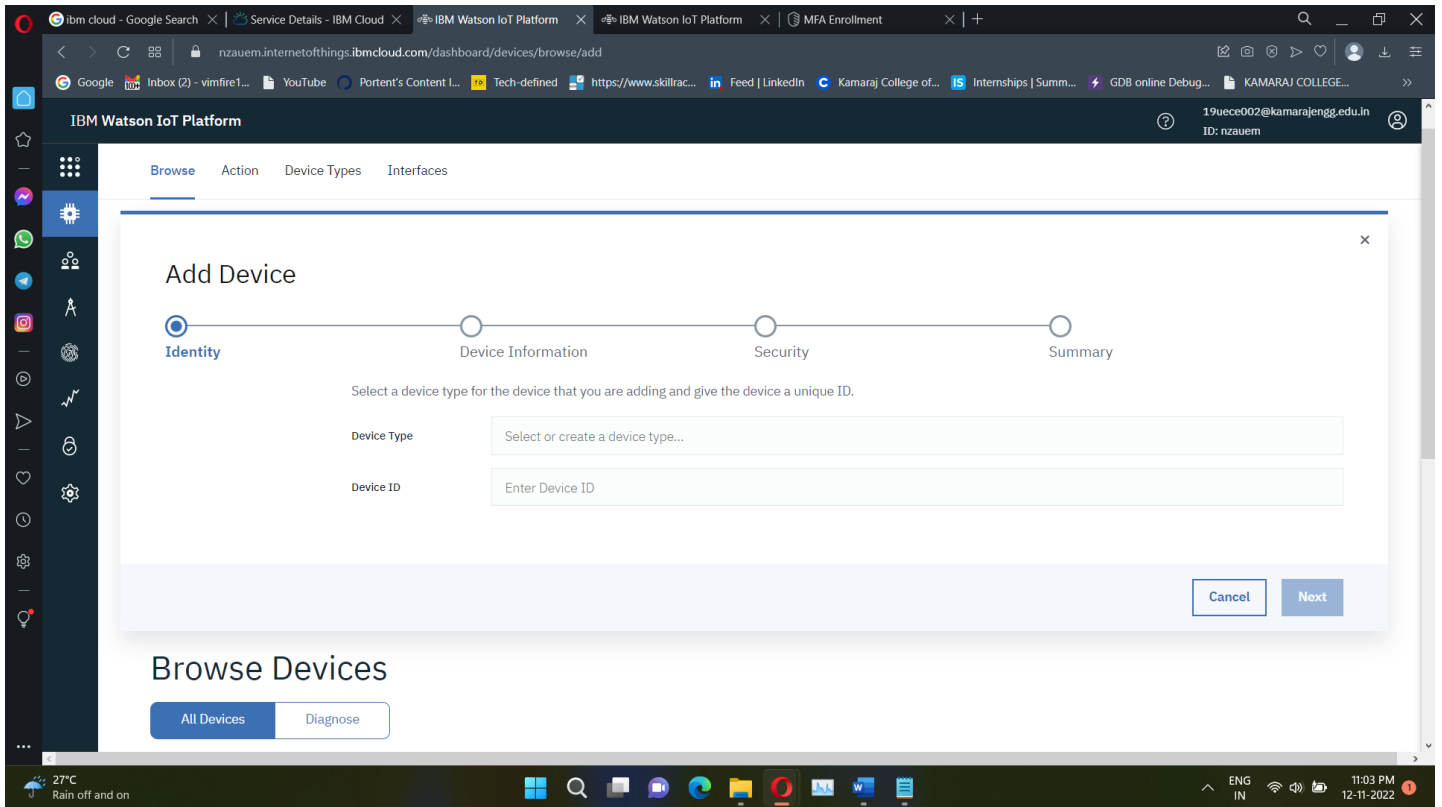 ibm cloud - Google Search
Service Details - IBM Cloud
IBM Watson IoT Platform
IBM Watson IoT Platform
MFA Enrollment
nzauem.internetofthings.ibmcloud.com/dashboard/devices/browse/add
Google
Inbox (2) - vimfire1...
YouTube
Portent's Content I...
Tech-defined
https://www.skillrac...
Feed | LinkedIn
Kamaraj College of...
Internships | Summ...
GDB online Debug...
KAMARAJ COLLEGE...
IBM Watson IoT Platform
19uece002@kamarajengg.edu.in
ID: nzauem
Browse
Action
Device Types
Interfaces
Add Device
Identity
Device Information
Security
Summary
Select a device type for the device that you are adding and give the device a unique ID.
Device Type
Select or create a device type...
Device ID
Enter Device ID
Cancel
Next
Browse Devices
All Devices
Diagnose
27°C
Rain off and on
ENG
IN
11:03 PM
12-11-2022
1